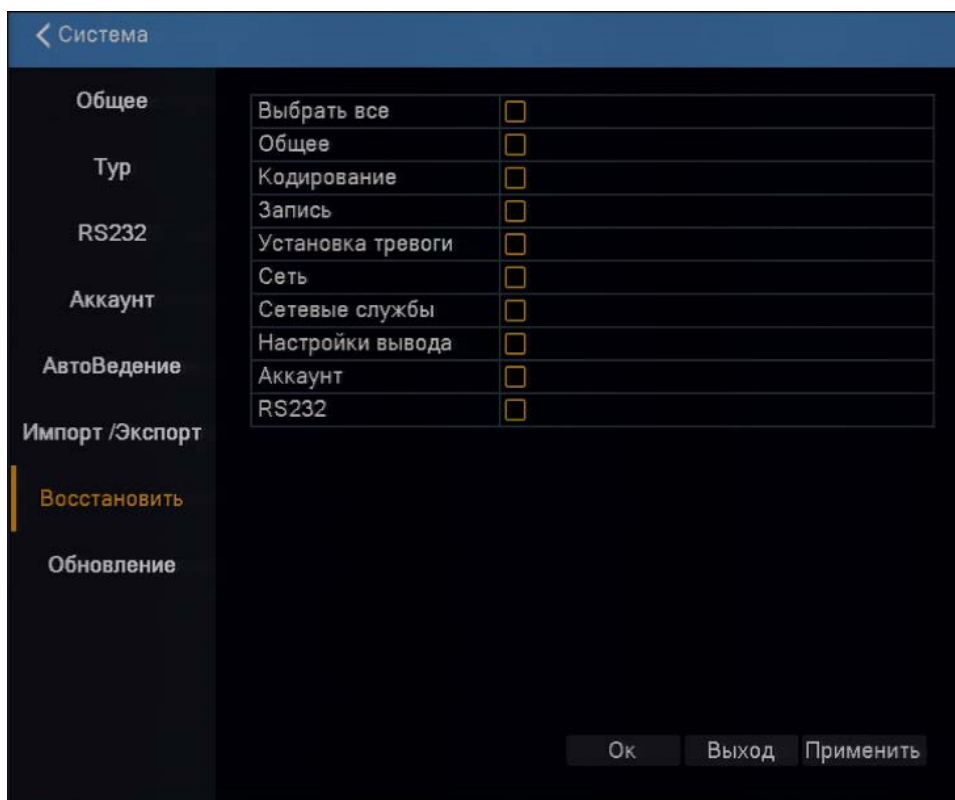 Система
Общее
Тур
RS232
Аккаунт
АвтоВедение
Импорт /Экспорт
Восстановить
Обновление
Выбрать все
Общее
Кодирование
Запись
Установка тревоги
Сеть
Сетевые службы
Настройки вывода
Аккаунт
RS232
Ок Выход Применить